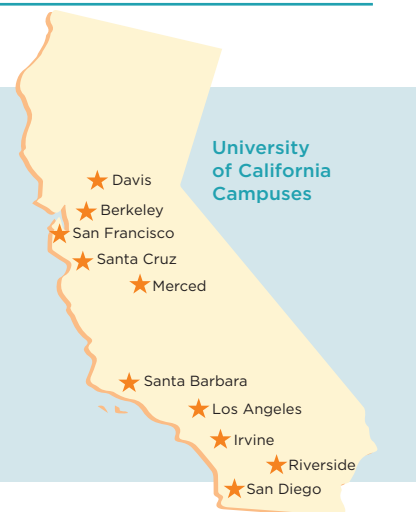 University
of California
Campuses
Davis
Berkeley
San Francisco
Santa Cruz
Merced
Santa Barbara
Los Angeles
Irvine
Riverside
San Diego